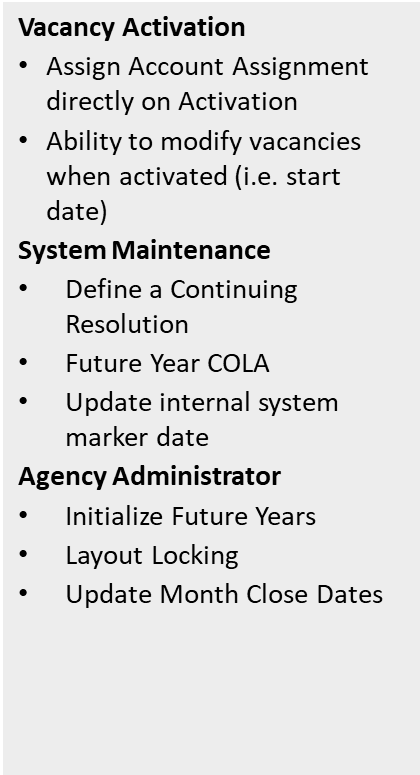 Vacancy Activation
• Assign Account Assignment
directly on Activation
• Ability to modify vacancies
when activated (i.e. start
date)
System Maintenance
• Define a Continuing
Resolution
• Future Year COLA
• Update internal system
marker date
Agency Administrator
• Initialize Future Years
• Layout Locking
• Update Month Close Dates